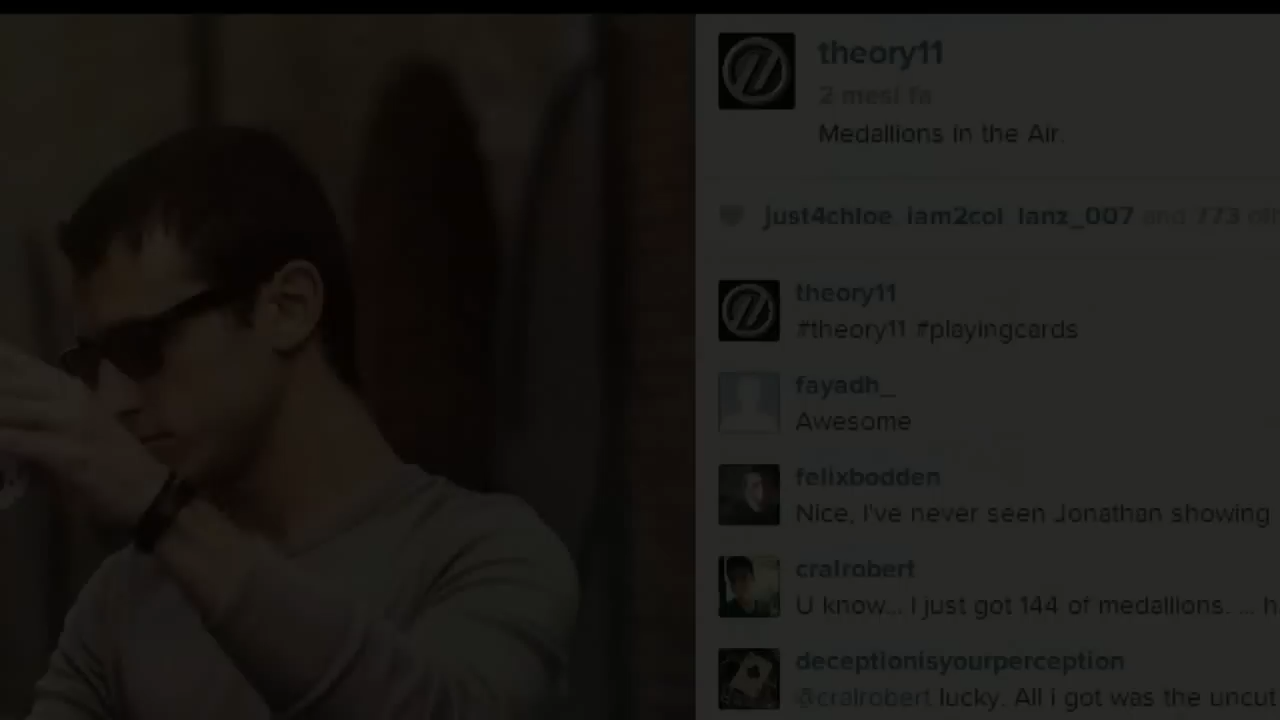 theory11
2 mesi fa
Medallions in the Air.
just4chloe, iam2col, lanz_007 and 773
theory11
#theory11 #playingcards
fayadh_
Awesome
felixbodden
Nice, I've never seen Jonathan showing
cralrobert
U know... I just got 144 of medallions. ...
deceptionisyourperception
@cralrobert lucky. All i got was the uncut